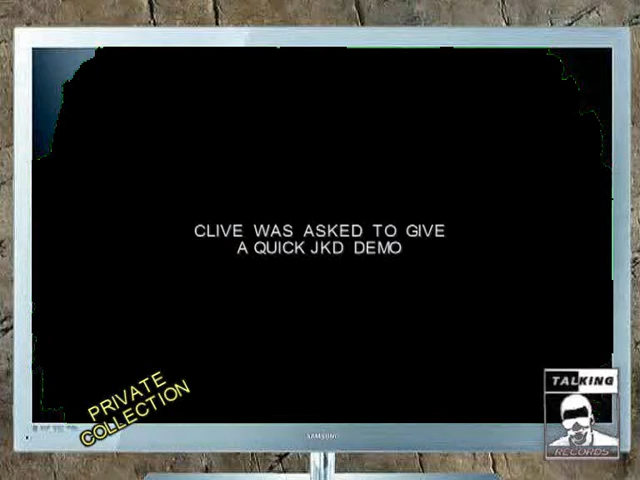 CLIVE WAS ASKED TO GIVE
A QUICK JKD DEMO
PRIVATE
COLLECTION
SAMSUNG
TALKING
RECORDS